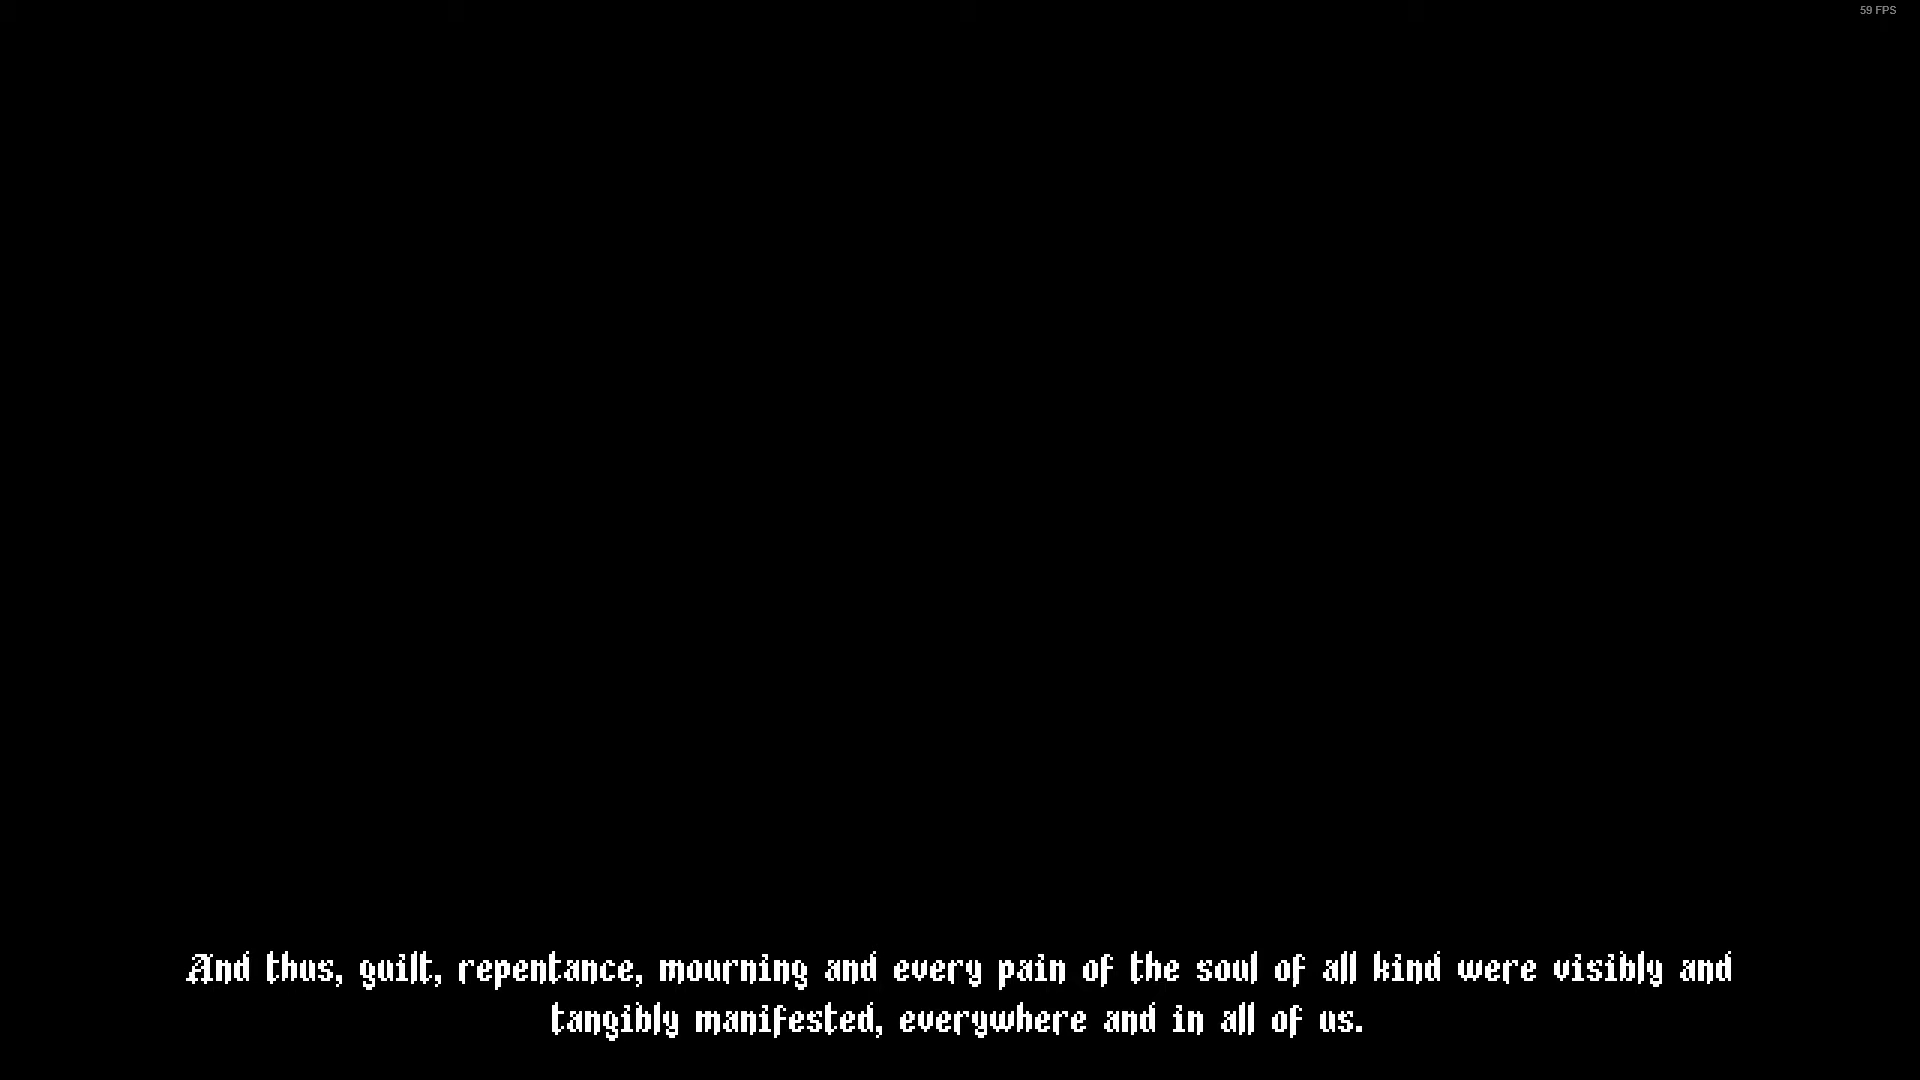 59 FPS
And thus, guilt, repentance, mourning and every pain of the soul of all kind were visibly and
tangibly manifested, everywhere and in all of us.